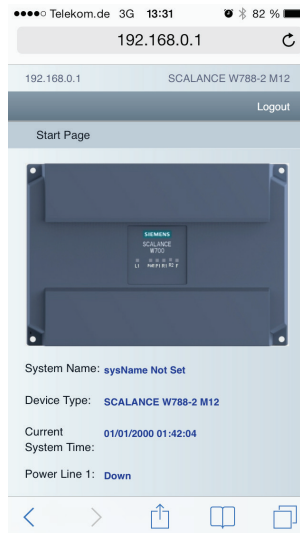 Telekom.de 3G 13:31 82 %
192.168.0.1
192.168.0.1 SCALANCE W788-2 M12
Logout
Start Page
SIEMENS
SCALANCE
W700
System Name: sysName Not Set
Device Type: SCALANCE W788-2 M12
Current
System Time: 01/01/2000 01:42:04
Power Line 1: Down